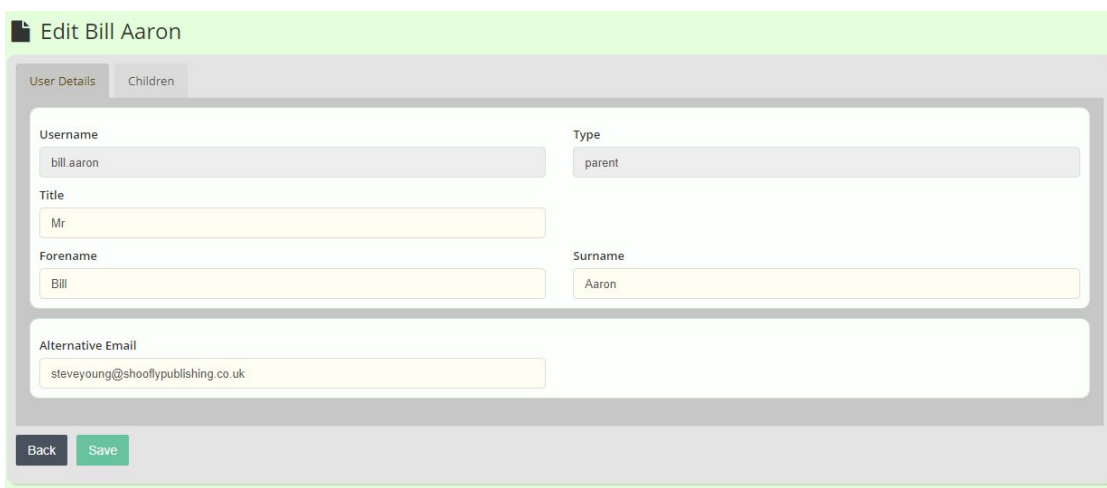 Edit Bill Aaron
User Details Children
Username Type
bill.aaron parent
Title
Mr
Forename Surname
Bill Aaron
Alternative Email
steveyoung@shooflypublishing.co.uk
Back Save